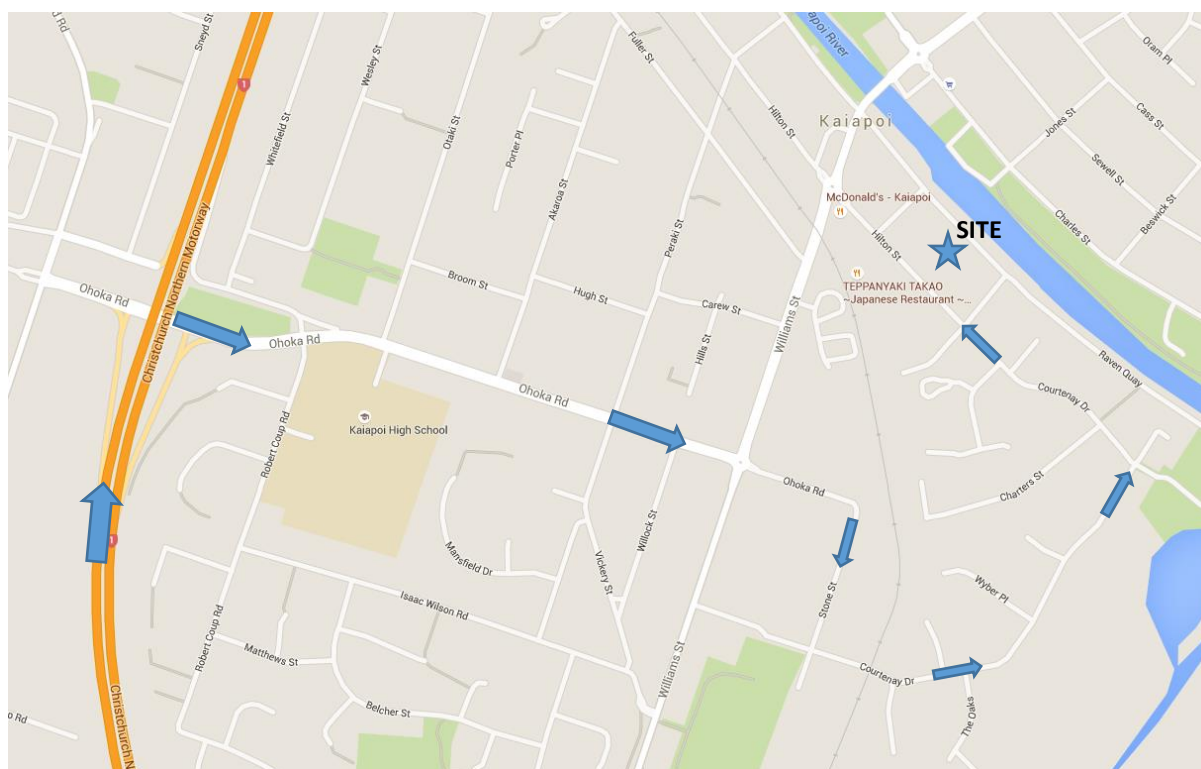 Sneyd St
Wesley St
Fuller St
apoi River
Oram Pl
1
Whitefield St
Otaki St
Porter Pl
Hilton St
Kaiapoi
Jones St
Cass St
Sewell St
Akaroa St
Peraki St
McDonald's - Kaiapoi
Charles St
Beswick St
SITE
Hilton St
Christchurch Northern Motorway
Broom St
Hugh St
Carew St
TEPPANYAKI TAKAO
~Japanese Restaurant ~...
Ohoka Rd
Ohoka Rd
Hills St
Williams St
Raven Quay
Courtenay Dr
Ohoka Rd
Kaiapoi High School
Robert Coup Rd
Ohoka Rd
Charters St
Willock St
1
Mansfield Dr
Vickery St
Stone St
Wyber Pl
Isaac Wilson Rd
Robert Coup Rd
Matthews St
Williams St
Courtenay Dr
Christchurch N
Belcher St
The Oaks
o Rd